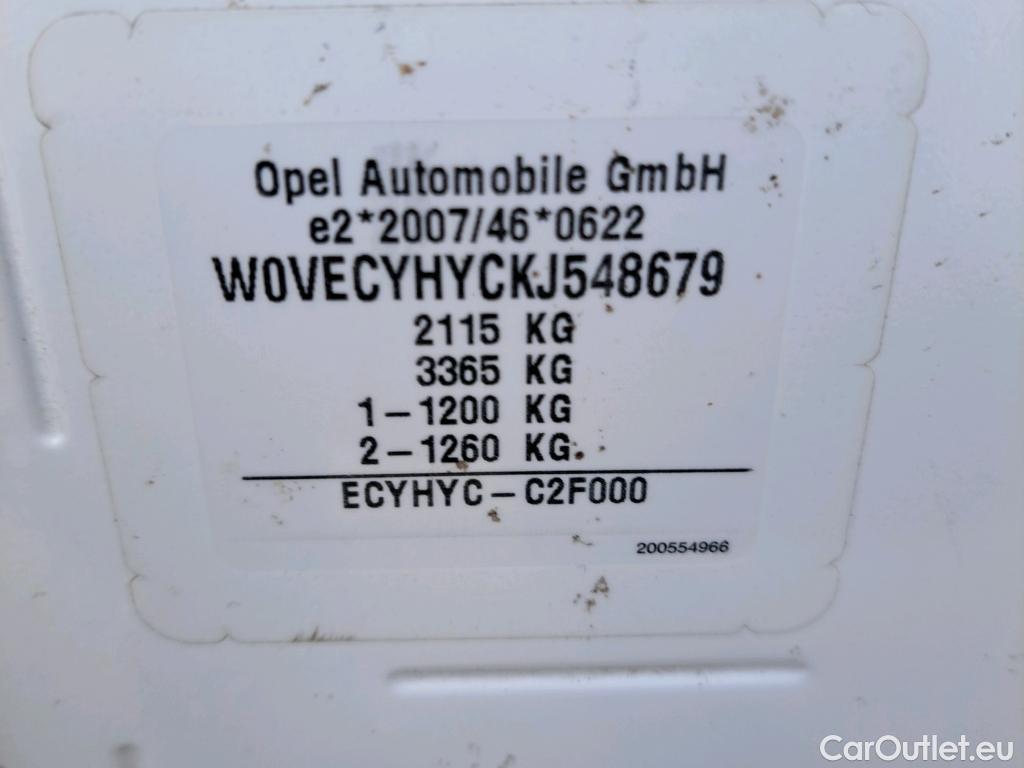 Opel Automobile GmbH
e2*2007/46*0622
W0VECYHYCKJ548679
2115 KG
3365 KG
1-1200 KG
2-1260 KG
ECYHYC-C2F000
200554966
CarOutlet.eu